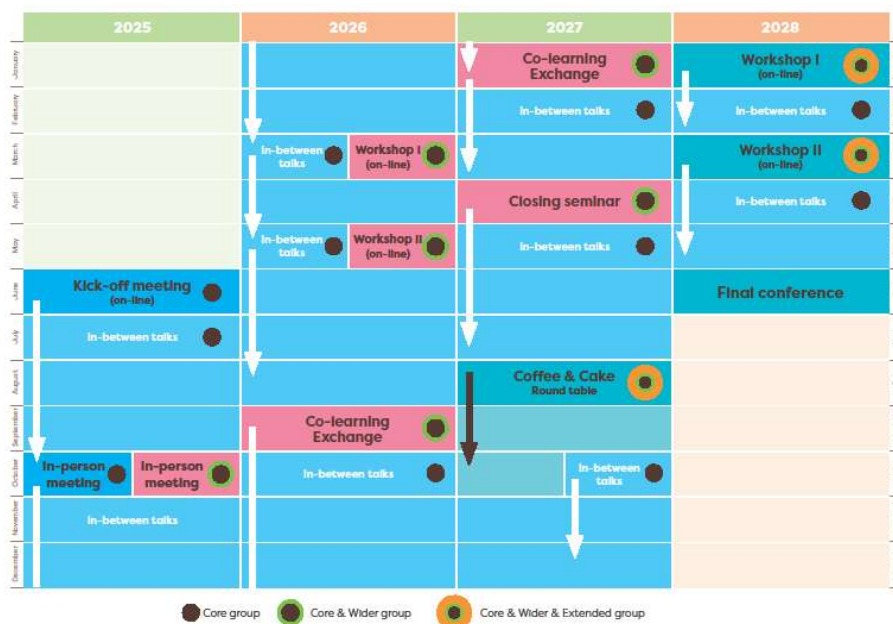 2025 2026 2027 2028
January
Co-learning
Exchange
Workshop I
(on-line)
February
In-between talks
In-between talks
March
In-between
talks
Workshop I
(on-line)
Workshop II
(on-line)
April
Closing seminar
In-between talks
May
In-between
talks
Workshop II
(on-line)
In-between talks
June
Kick-off meeting
(on-line)
Final conference
July
In-between talks
August
Coffee & Cake
Round table
September
Co-learning
Exchange
October
In-person
meeting
In-person
meeting
In-between talks
In-between
talks
November
In-between talks
December
Core group
Core & Wider group
Core & Wider & Extended group